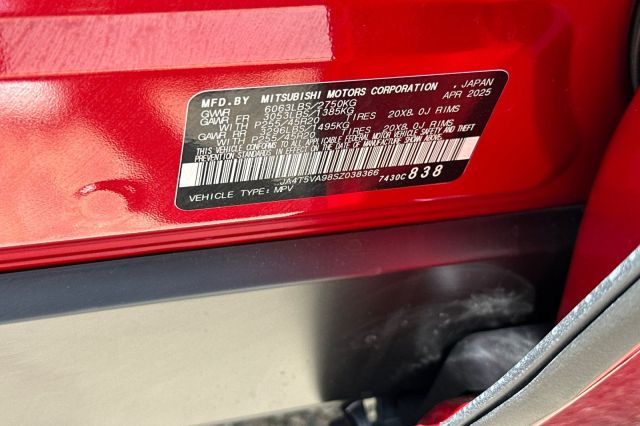 MFD.BY MITSUBISHI MOTORS CORPORATION , JAPAN
GVWR 6063LBS/2750KG APR 2025
GAWR FR 3053LBS/1385KG
WITH P255/45R20 TIRES 20X8.0J RIMS
GAWR RR 3296LBS/1495KG
WITH P255/45R20 TIRES 20X8.0J RIMS
THIS VEHICLE CONFORMS TO ALL APPLICABLE U.S. FEDERAL MOTOR VEHICLE SAFETY, BUMPER AND THEFT
PREVENTION STANDARDS IN EFFECT ON THE DATE OF MANUFACTURE SHOWN ABOVE.
JA4T5VA98SZ038366 7430C 838
VEHICLE TYPE: MPV